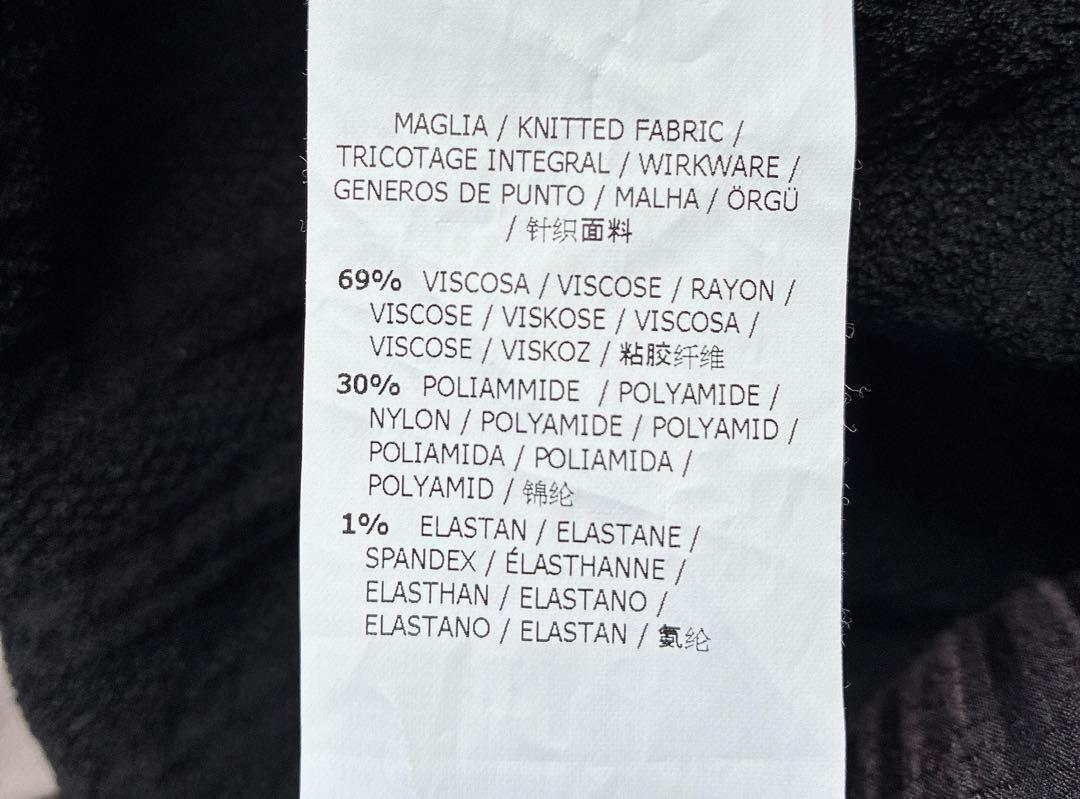 MAGLIA / KNITTED FABRIC /
TRICOTAGE INTEGRAL / WIRKWARE /
GENEROS DE PUNTO / MALHA / ÖRGÜ
/ 针织面料
69% VISCOSA / VISCOSE / RAYON /
VISCOSE / VISKOSE / VISCOSA /
VISCOSE / VISKOZ / 粘胶纤维
30% POLIAMMIDE / POLYAMIDE /
NYLON / POLYAMIDE / POLYAMID /
POLIAMIDA / POLIAMIDA /
POLYAMID / 锦纶
1% ELASTAN / ELASTANE /
SPANDEX / ÉLASTHANNE /
ELASTHAN / ELASTANO /
ELASTANO / ELASTAN / 氨纶